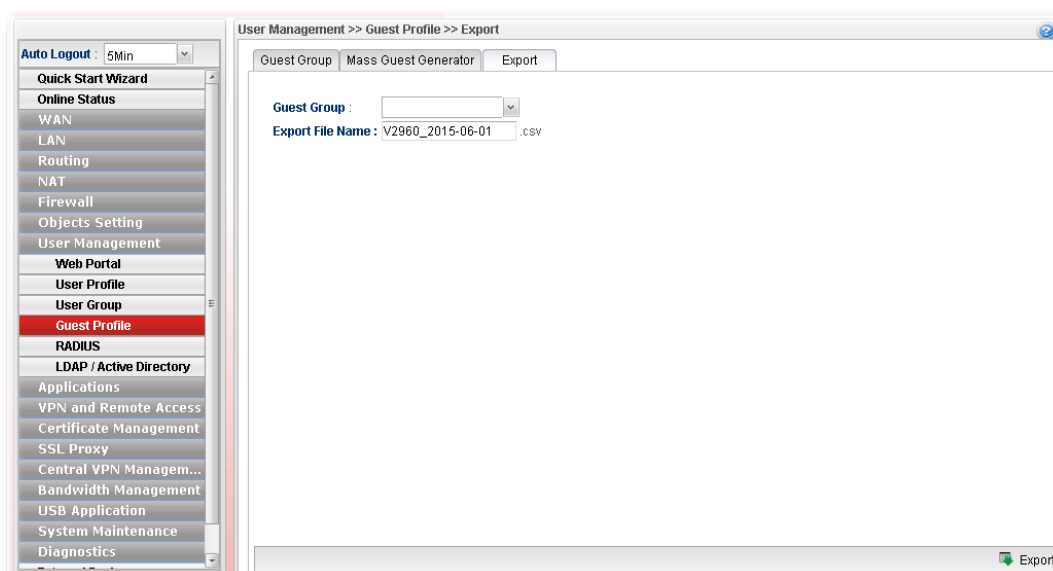 User Management >> Guest Profile >> Export
Auto Logout : 5Min
Quick Start Wizard
Online Status
WAN
LAN
Routing
NAT
Firewall
Objects Setting
User Management
Web Portal
User Profile
User Group
Guest Profile
RADIUS
LDAP / Active Directory
Applications
VPN and Remote Access
Certificate Management
SSL Proxy
Central VPN Managem...
Bandwidth Management
USB Application
System Maintenance
Diagnostics
Guest Group Mass Guest Generator Export
Guest Group :
Export File Name : V2960_2015-06-01 .csv
Export